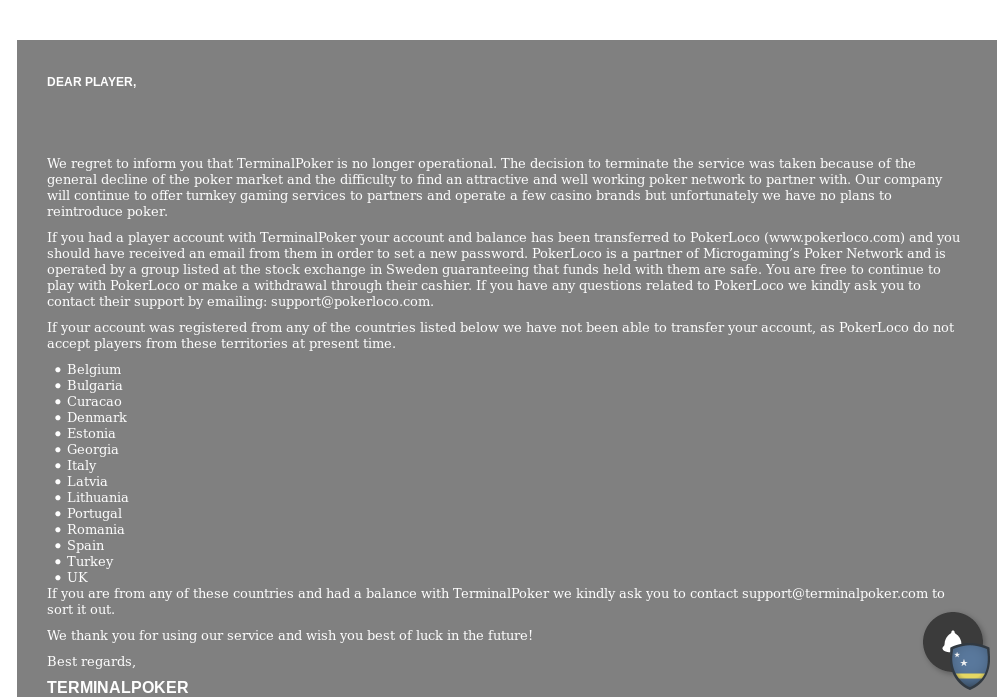 DEAR PLAYER,
We regret to inform you that TerminalPoker is no longer operational. The decision to terminate the service was taken because of the
general decline of the poker market and the difficulty to find an attractive and well working poker network to partner with. Our company
will continue to offer turnkey gaming services to partners and operate a few casino brands but unfortunately we have no plans to
reintroduce poker.
If you had a player account with TerminalPoker your account and balance has been transferred to PokerLoco (www.pokerloco.com) and you
should have received an email from them in order to set a new password. PokerLoco is a partner of Microgaming’s Poker Network and is
operated by a group listed at the stock exchange in Sweden guaranteeing that funds held with them are safe. You are free to continue to
play with PokerLoco or make a withdrawal through their cashier. If you have any questions related to PokerLoco we kindly ask you to
contact their support by emailing: support@pokerloco.com.
If your account was registered from any of the countries listed below we have not been able to transfer your account, as PokerLoco do not
accept players from these territories at present time.
• Belgium
• Bulgaria
• Curacao
• Denmark
• Estonia
• Georgia
• Italy
• Latvia
• Lithuania
• Portugal
• Romania
• Spain
• Turkey
• UK
If you are from any of these countries and had a balance with TerminalPoker we kindly ask you to contact support@terminalpoker.com to
sort it out.
We thank you for using our service and wish you best of luck in the future!
Best regards,
TERMINALPOKER